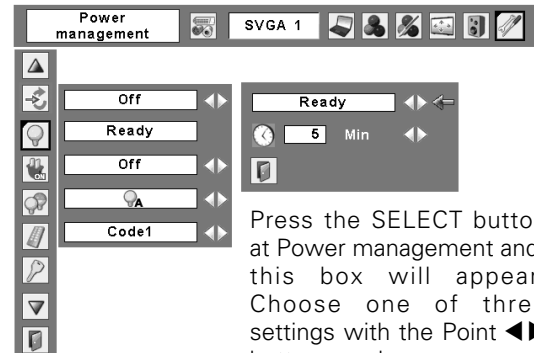 Power management
SVGA 1
Off
Ready
Off
A
Code1
ON
Ready
5 Min
Press the SELECT butto
at Power management and
this box will appear
Choose one of thre
settings with the Point ◀▶